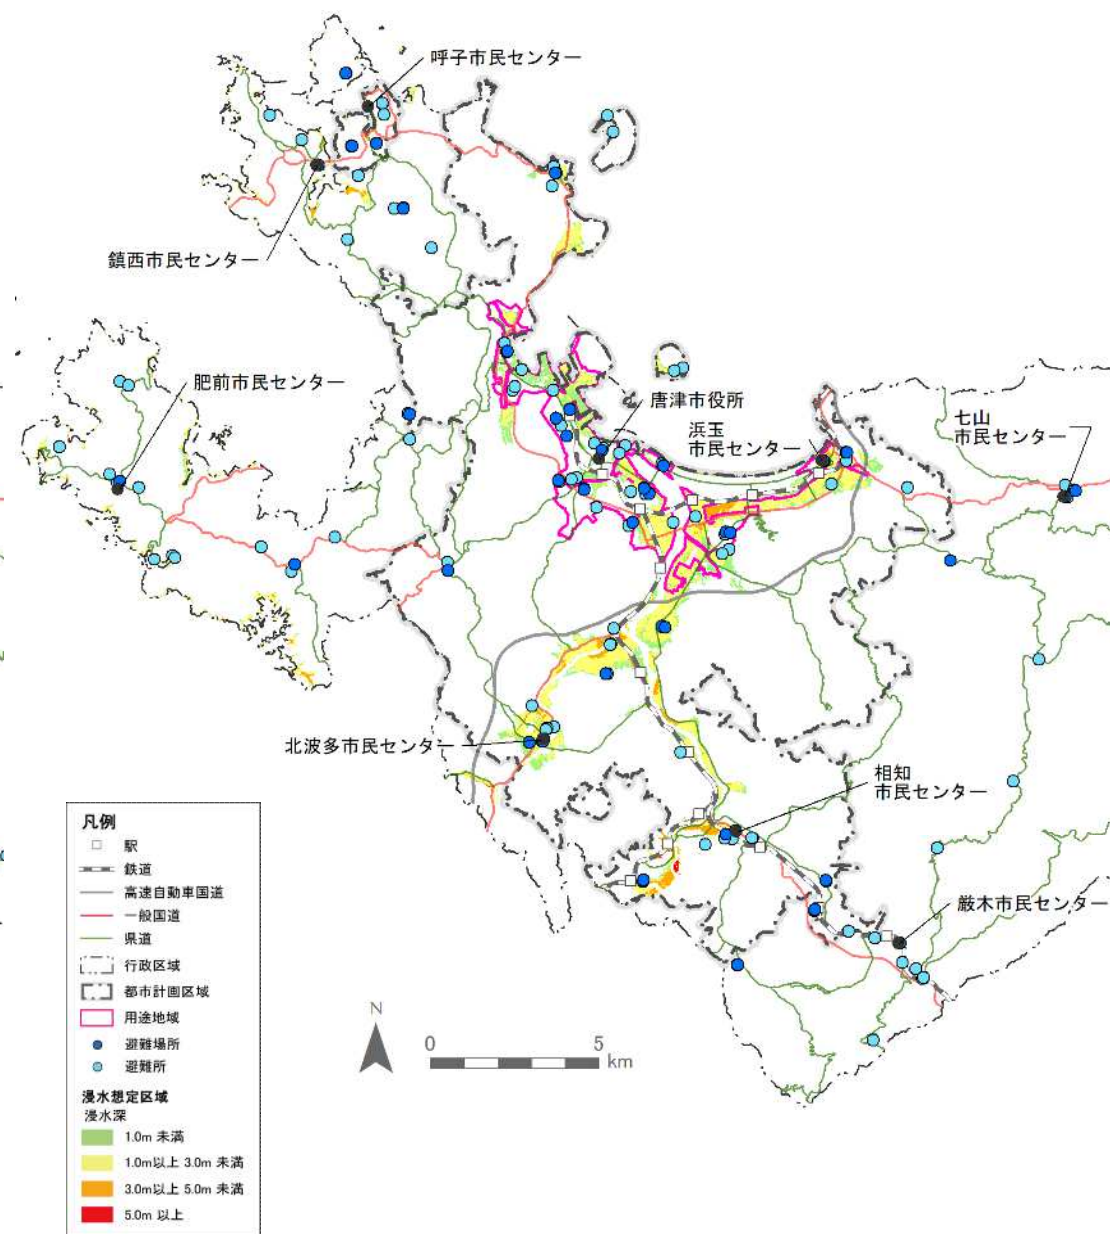 呼子市民センター
鎮西市民センター
肥前市民センター
唐津市役所
浜玉
市民センター
七山
市民センター
北波多市民センター
相知
市民センター
厳木市民センター
凡例
駅
鉄道
高速自動車国道
一般国道
県道
行政区域
都市計画区域
用途地域
避難場所
避難所
浸水想定区域
浸水深
1.0m 未満
1.0m以上 3.0m 未満
3.0m以上 5.0m 未満
5.0m 以上
N
0 5
km